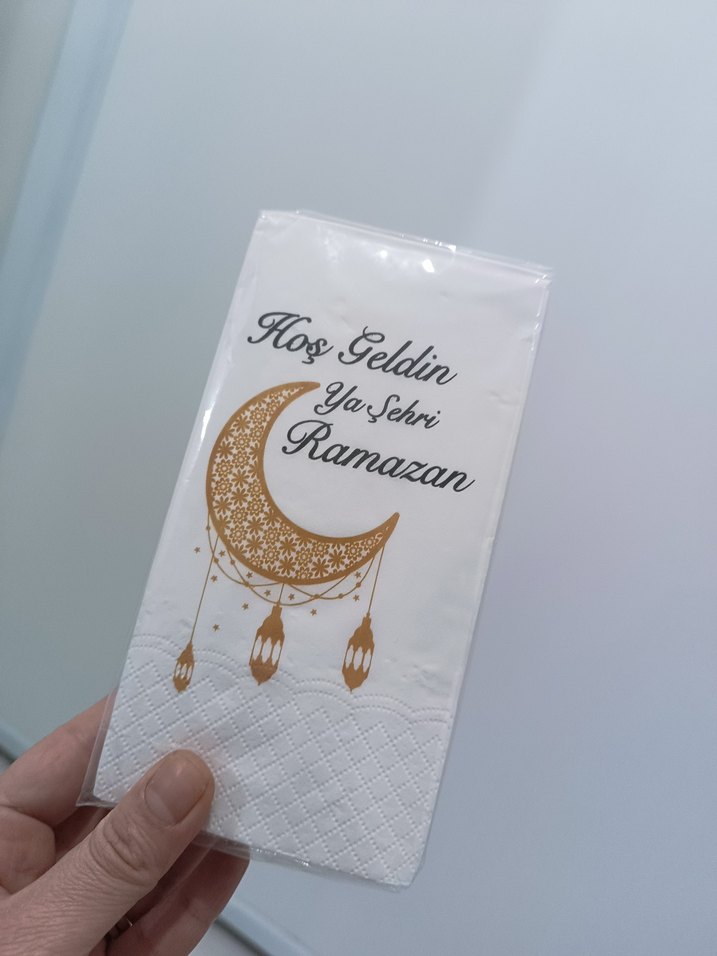 Hoş Geldin
Ya Şehri
Ramazan